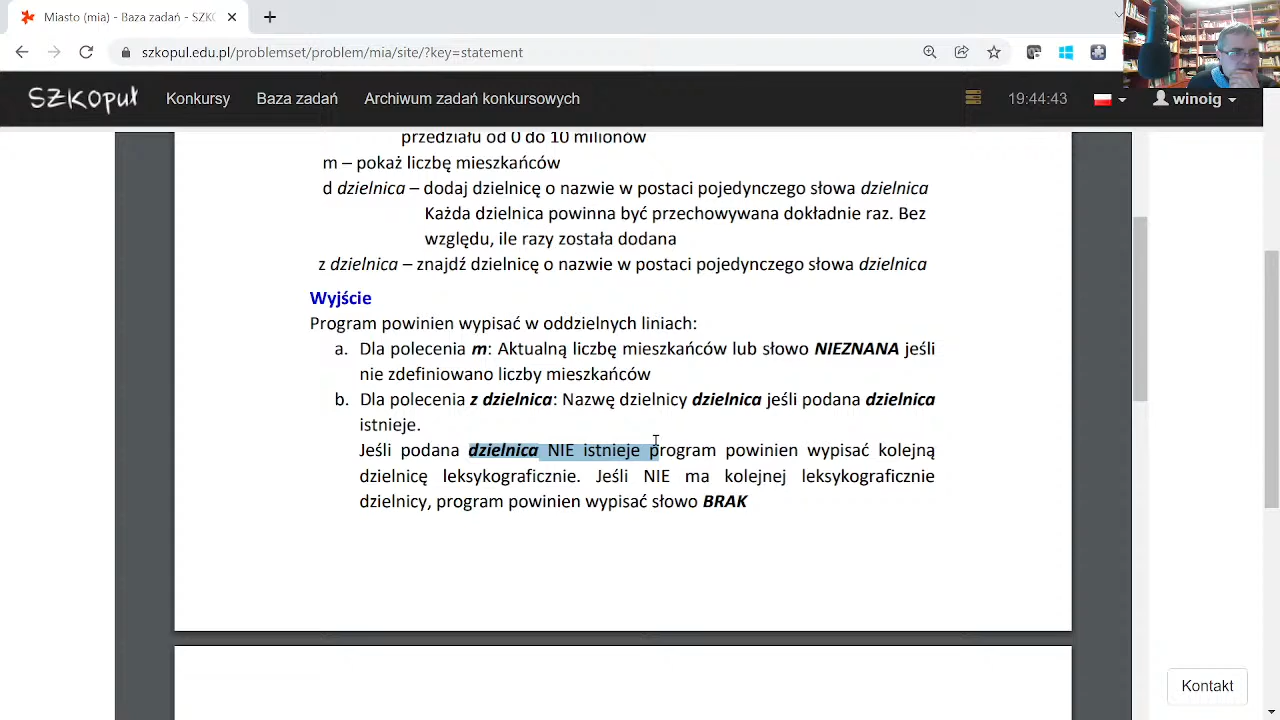 Miasto (mia) - Baza zadań - SZK
szkopul.edu.pl/problemset/problem/mia/site/?key=statement
SZKOPUŁ Konkursy Baza zadań Archiwum zadań konkursowych 19:44:43 winoig
przedziału od 0 do 10 milionów
m – pokaż liczbę mieszkańców
d dzielnica – dodaj dzielnicę o nazwie w postaci pojedynczego słowa dzielnica
Każda dzielnica powinna być przechowywana dokładnie raz. Bez
względu, ile razy została dodana
z dzielnica – znajdź dzielnicę o nazwie w postaci pojedynczego słowa dzielnica
Wyjście
Program powinien wypisać w oddzielnych liniach:
a. Dla polecenia m: Aktualną liczbę mieszkańców lub słowo NIEZNANA jeśli
nie zdefiniowano liczby mieszkańców
b. Dla polecenia z dzielnica: Nazwę dzielnicy dzielnica jeśli podana dzielnica
istnieje.
Jeśli podana dzielnica NIE istnieje program powinien wypisać kolejną
dzielnicę leksykograficznie. Jeśli NIE ma kolejnej leksykograficznie
dzielnicy, program powinien wypisać słowo BRAK
Kontakt